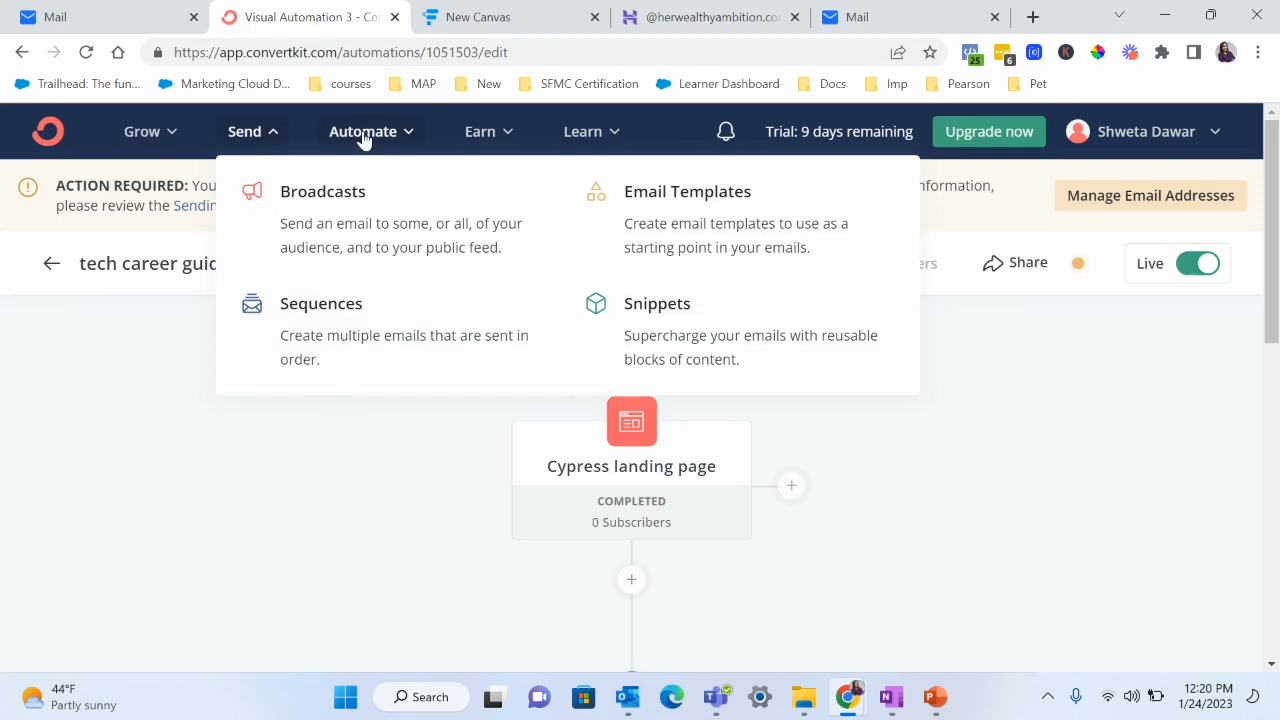 Mail
Visual Automation 3 - Co
New Canvas
@herwealthyambition.co
Mail
https://app.convertkit.com/automations/1051503/edit
25
6
Trailhead: The fun...
Marketing Cloud D...
courses
MAP
New
SFMC Certification
Learner Dashboard
Docs
Imp
Pearson
Pet
Grow
Send
Automate
Earn
Learn
Trial: 9 days remaining
Upgrade now
Shweta Dawar
ACTION REQUIRED: You
nformation,
please review the Sendin
Manage Email Addresses
Broadcasts
Send an email to some, or all, of your
audience, and to your public feed.
Email Templates
Create email templates to use as a
starting point in your emails.
Sequences
Create multiple emails that are sent in
order.
Snippets
Supercharge your emails with reusable
blocks of content.
tech career guid
ers
Share
Live
Cypress landing page
COMPLETED
0 Subscribers
44°F
Partly sunny
Search
12:20 PM
1/24/2023